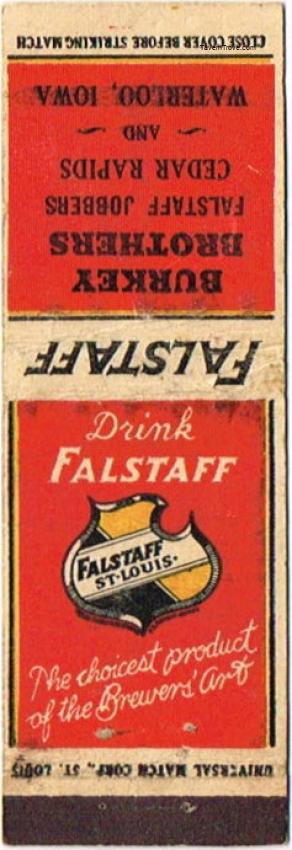 CLOSE COVER BEFORE STRIKING MATCH
BURKEY
BROTHERS
FALSTAFF JOBBERS
CEDAR RAPIDS
~ AND ~
WATERLOO, IOWA
FALSTAFF
Drink
FALSTAFF
FALSTAFF
ST·LOUIS·
The choicest product
of the Brewers' Art
UNIVERSAL MATCH CORP., ST. LOUIS